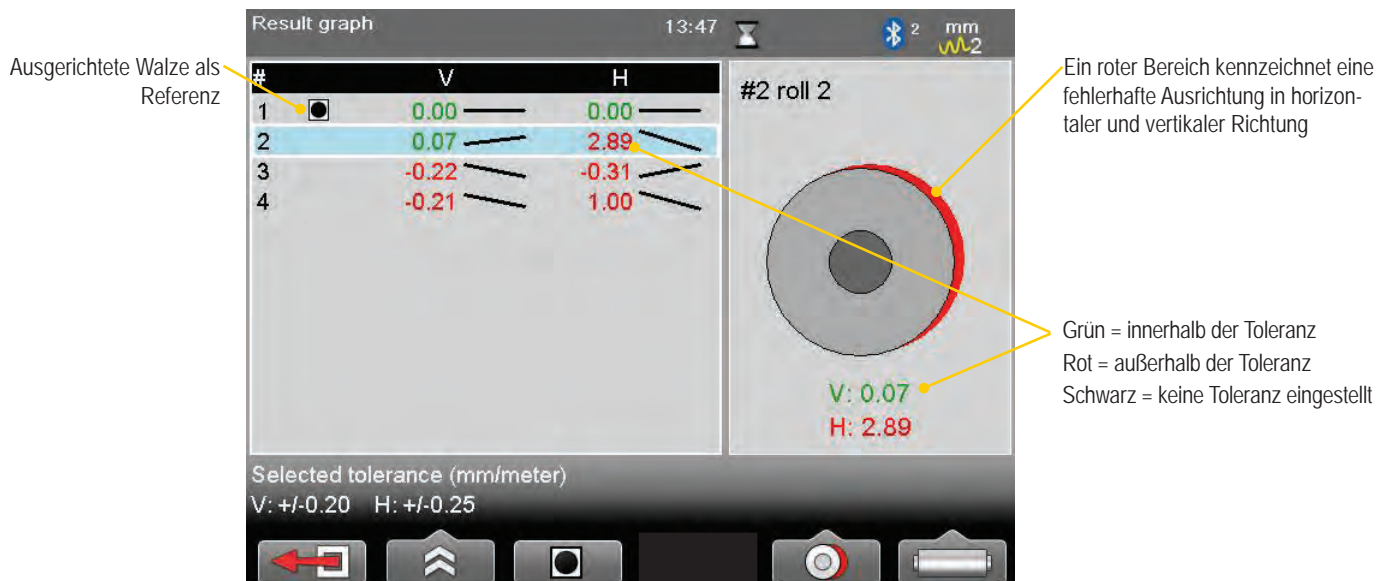 Result graph 13:47 2 mm
2
Ausgerichtete Walze als
Referenz
# V H
1 0.00 0.00
2 0.07 2.89
3 -0.22 -0.31
4 -0.21 1.00
#2 roll 2
V: 0.07
H: 2.89
Ein roter Bereich kennzeichnet eine
fehlerhafte Ausrichtung in horizon-
taler und vertikaler Richtung
Grün = innerhalb der Toleranz
Rot = außerhalb der Toleranz
Schwarz = keine Toleranz eingestellt
Selected tolerance (mm/meter)
V: +/-0.20 H: +/-0.25